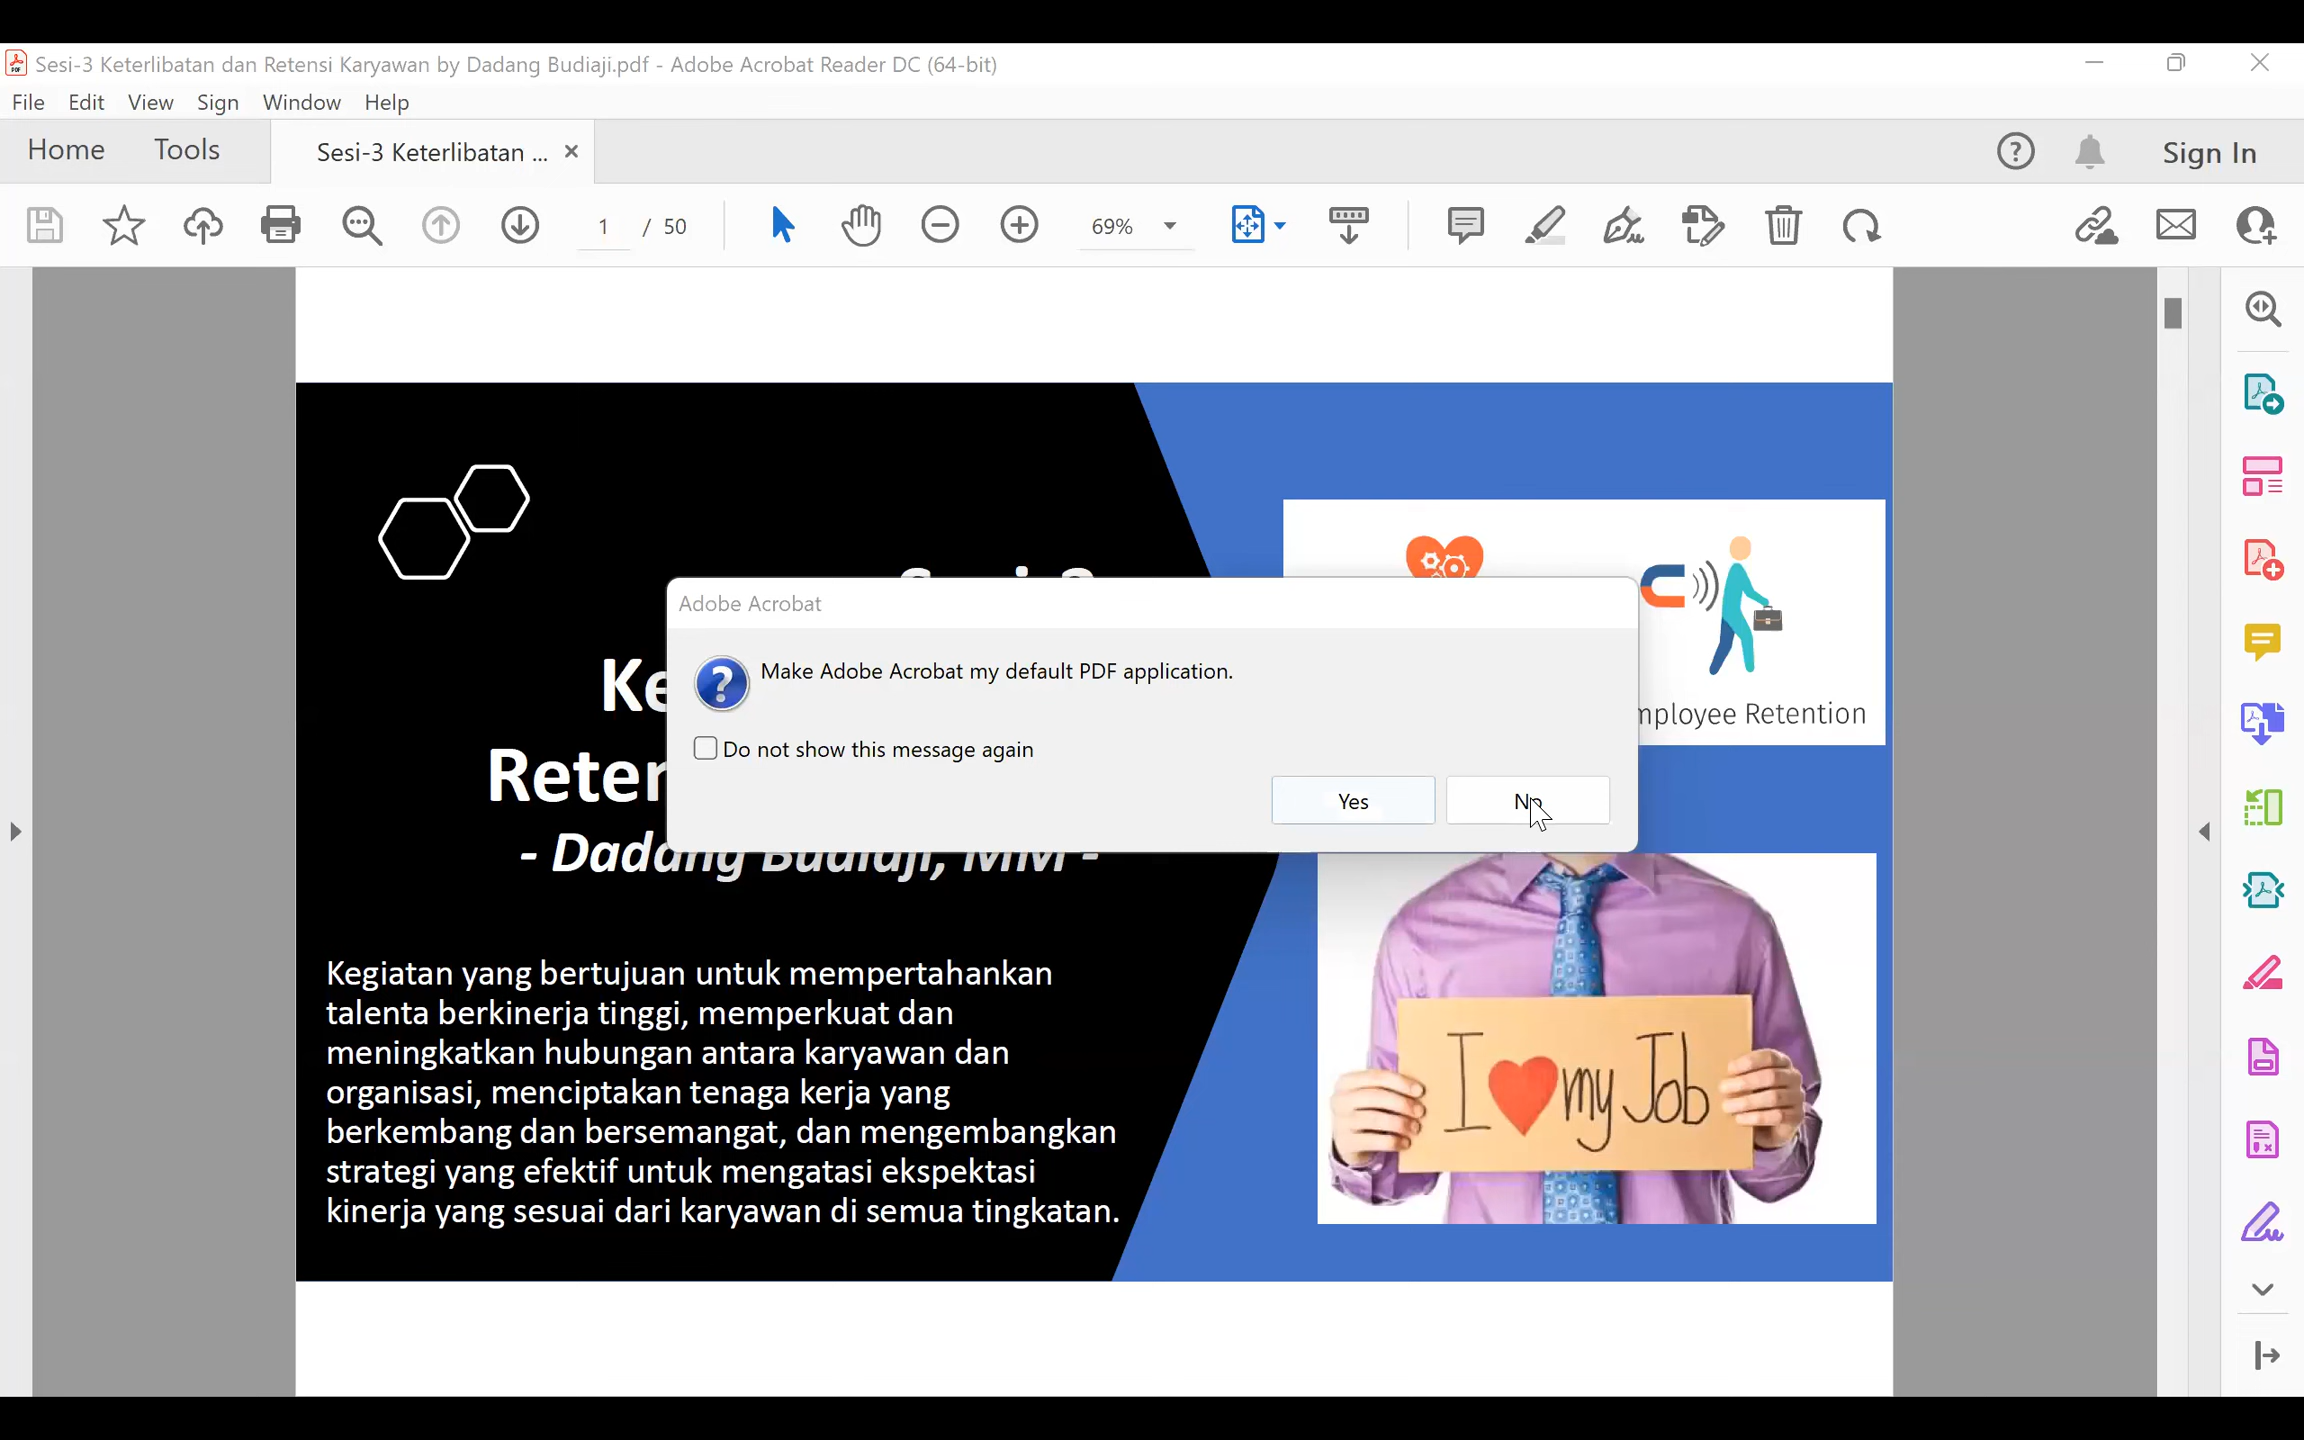 Sesi-3 Keterlibatan dan Retensi Karyawan by Dadang Budiaji.pdf - Adobe Acrobat Reader DC (64-bit)
File Edit View Sign Window Help
Home Tools Sesi-3 Keterlibatan ... Sign In
1 / 50 69%
Adobe Acrobat
Make Adobe Acrobat my default PDF application.
Do not show this message again
Yes No
Employee Retention
- Dadang Budiaji, MM -
Kegiatan yang bertujuan untuk mempertahankan
talenta berkinerja tinggi, memperkuat dan
meningkatkan hubungan antara karyawan dan
organisasi, menciptakan tenaga kerja yang
berkembang dan bersemangat, dan mengembangkan
strategi yang efektif untuk mengatasi ekspektasi
kinerja yang sesuai dari karyawan di semua tingkatan.
I my Job